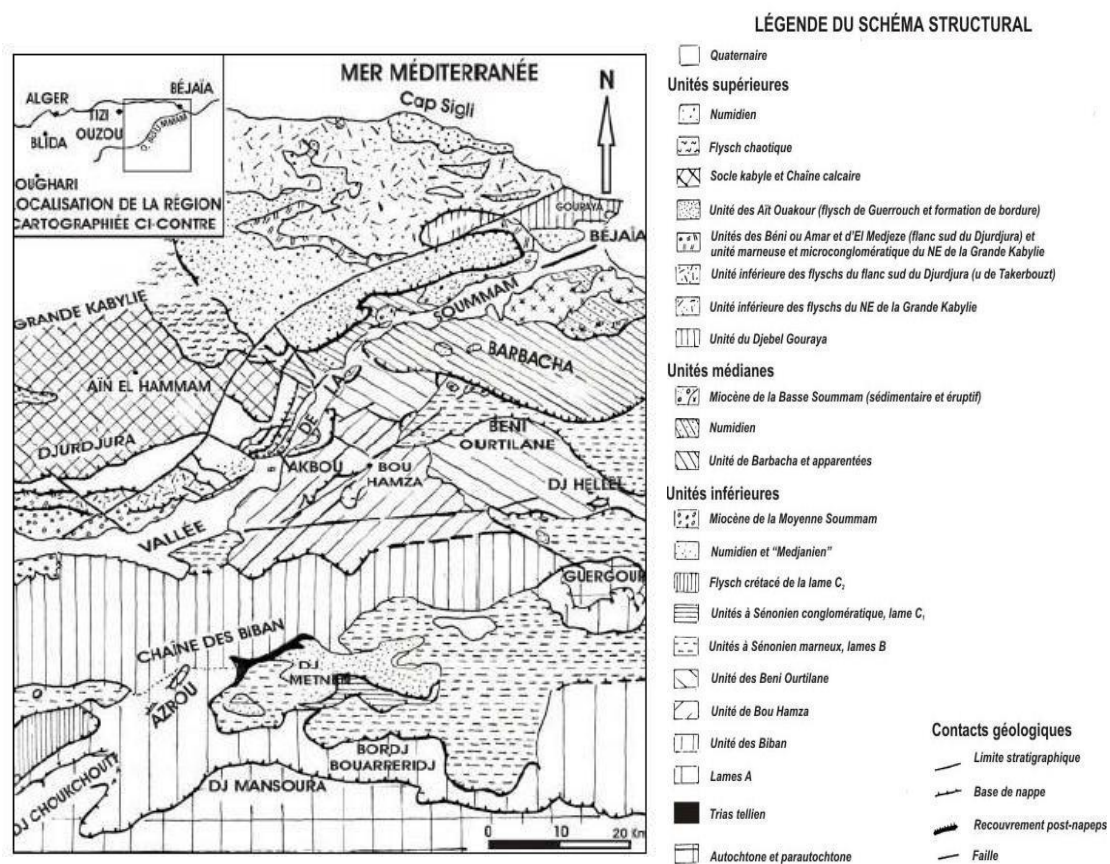 MER MÉDITERRANÉE
Cap Sigli
N
ALGER
BÉJAÏA
TIZI
OUZOU
BLÏDA
OUGHARI
LOCALISATION DE LA RÉGION
CARTOGRAPHIÉE CI-CONTRE
GOURAYA
BÉJAÏA
GRANDE KABYLIE
SOUMMAM
BARBACHA
AÏN EL HAMMAM
LA
DE
DJURDJURA
BENI
OURTILANE
AKBOU
BOU
HAMZA
DJ HELLEL
VALLÉE
GUERGOUR
CHAÎNE DES BIBAN
DJ
METNEN
AZROU
BORDJ
BOUARRERIDJ
DJ MANSOURA
DJ CHOUKCHOUTT
0 10 20 Km
LÉGENDE DU SCHÉMA STRUCTURAL
Quaternaire
Unités supérieures
Numidien
Flysch chaotique
Socle kabyle et Chaîne calcaire
Unité des Aït Ouakour (flysch de Guerrouch et formation de bordure)
Unités des Béni ou Amar et d'El Medjeze (flanc sud du Djurdjura) et
unité marneuse et microconglomératique du NE de la Grande Kabylie
Unité inférieure des flyschs du flanc sud du Djurdjura (u de Takerbouzt)
Unité inférieure des flyschs du NE de la Grande Kabylie
Unité du Djebel Gouraya
Unités médianes
Miocène de la Basse Soummam (sédimentaire et éruptif)
Numidien
Unité de Barbacha et apparentées
Unités inférieures
Miocène de la Moyenne Soummam
Numidien et “Medjanien”
Flysch crétacé de la lame C₂
Unités à Sénonien conglomératique, lame C₁
Unités à Sénonien marneux, lames B
Unité des Beni Ourtilane
Unité de Bou Hamza
Unité des Biban
Lames A
Trias tellien
Autochtone et parautochtone
Contacts géologiques
Limite stratigraphique
Base de nappe
Recouvrement post-napeps
Faille